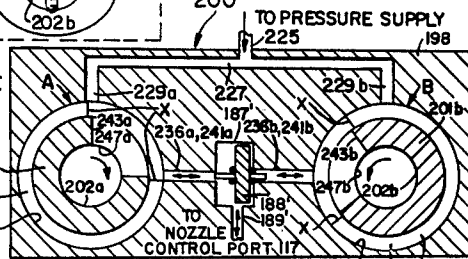 202b
200
TO PRESSURE SUPPLY
225
198
A
229a
227
229b
B
X
187'
X
201b
243a
236a, 241a
236b, 241b
243b
247a
247b
202a
202b
188'
189'
X
TO
NOZZLE
CONTROL PORT 117